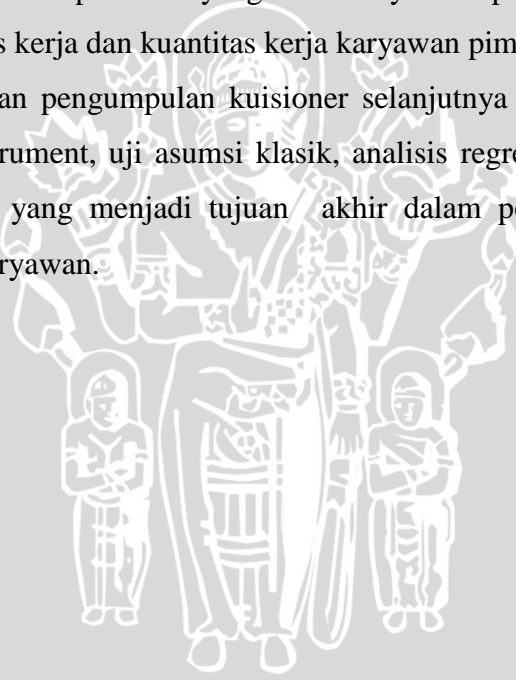 s kerja dan kuantitas kerja karyawan pim
an pengumpulan kuisioner selanjutnya
rument, uji asumsi klasik, analisis regre
yang menjadi tujuan akhir dalam pe
ryawan.